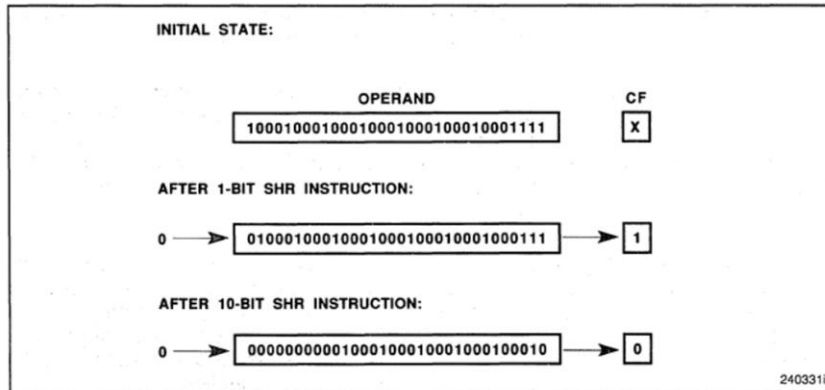 INITIAL STATE:
OPERAND CF
10001000100010001000100010001111 X
AFTER 1-BIT SHR INSTRUCTION:
0 01000100010001000100010001000111 1
AFTER 10-BIT SHR INSTRUCTION:
0 00000000001000100010001000100010 0
240331i